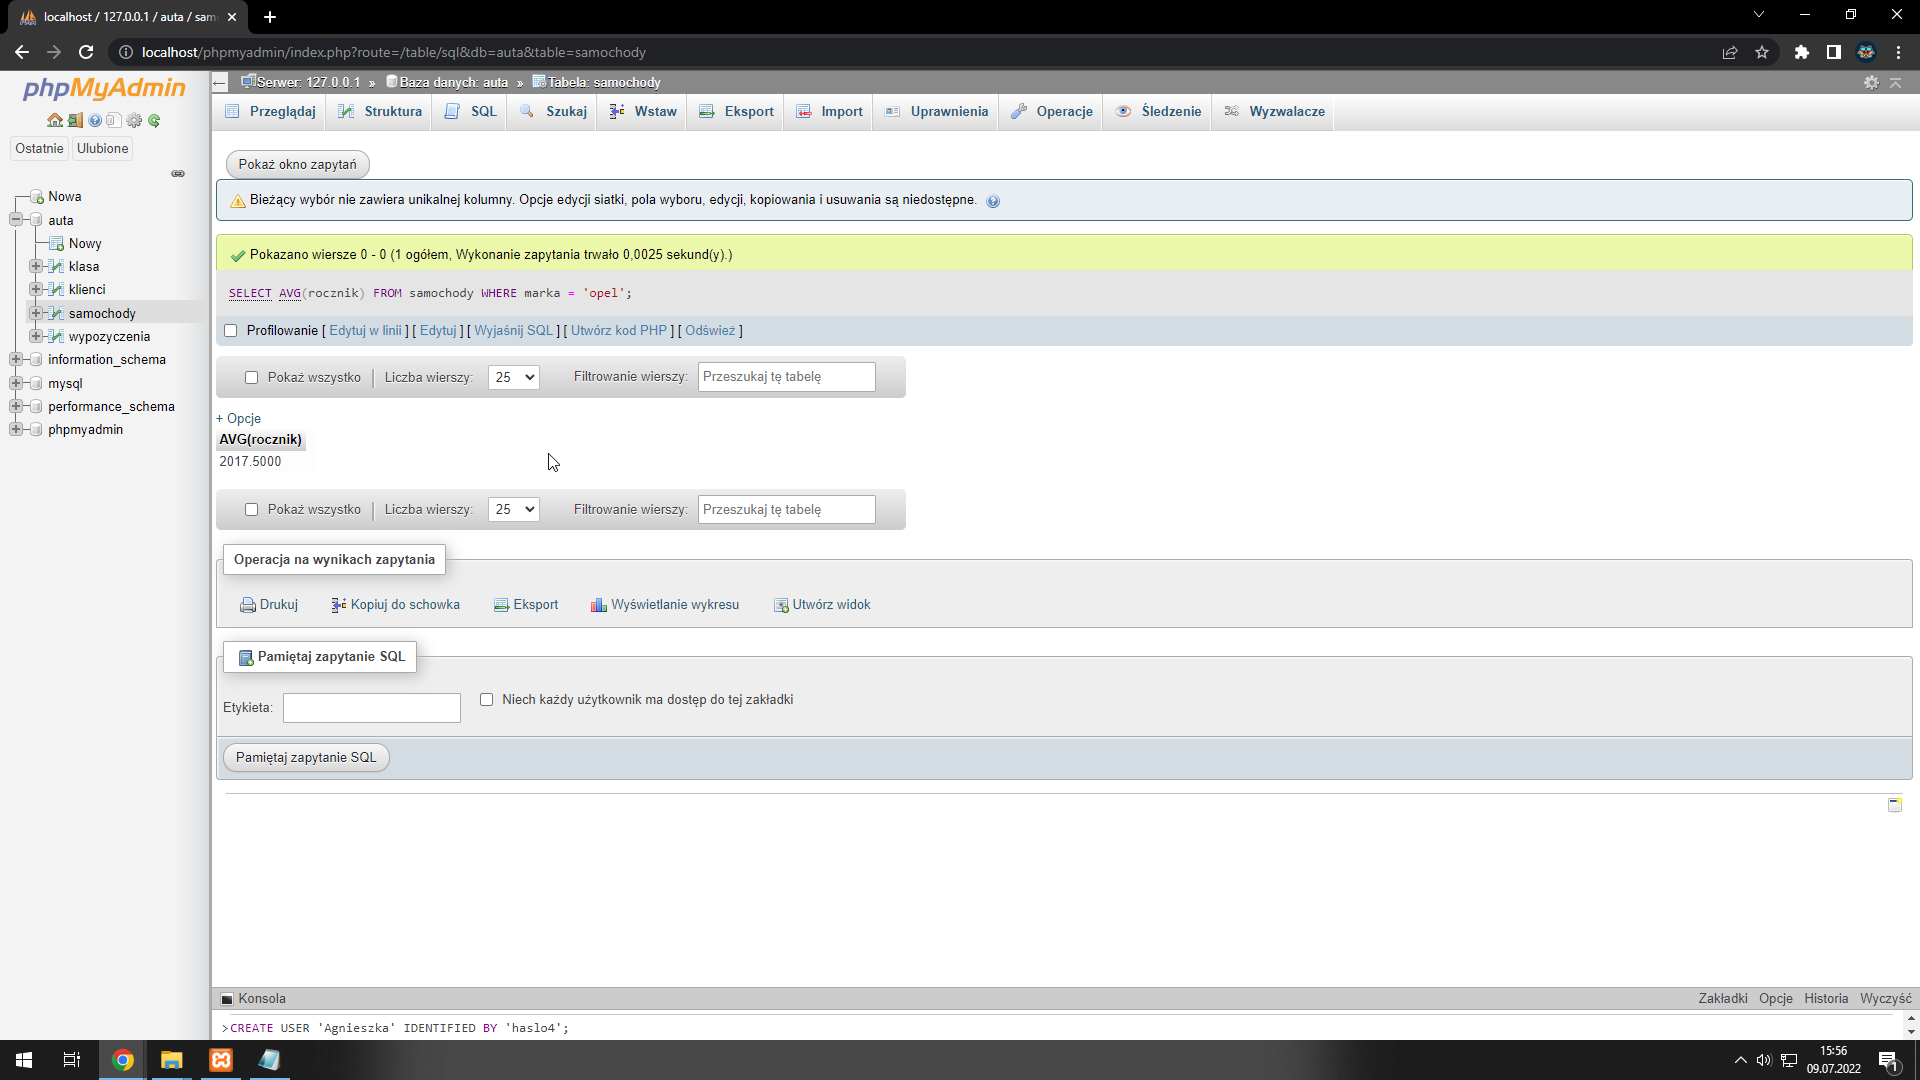 localhost / 127.0.0.1 / auta / sam
localhost/phpmyadmin/index.php?route=/table/sql&db=auta&table=samochody
phpMyAdmin
Ostatnie Ulubione
Nowa
auta
Nowy
klasa
klienci
samochody
wypozyczenia
information_schema
mysql
performance_schema
phpmyadmin
Serwer: 127.0.0.1 » Baza danych: auta » Tabela: samochody
Przeglądaj Struktura SQL Szukaj Wstaw Eksport Import Uprawnienia Operacje Śledzenie Wyzwalacze
Pokaż okno zapytań
Bieżący wybór nie zawiera unikalnej kolumny. Opcje edycji siatki, pola wyboru, edycji, kopiowania i usuwania są niedostępne.
Pokazano wiersze 0 - 0 (1 ogółem, Wykonanie zapytania trwało 0,0025 sekund(y).)
SELECT AVG(rocznik) FROM samochody WHERE marka = 'opel';
Profilowanie [ Edytuj w linii ] [ Edytuj ] [ Wyjaśnij SQL ] [ Utwórz kod PHP ] [ Odśwież ]
Pokaż wszystko Liczba wierszy: 25 Filtrowanie wierszy: Przeszukaj tę tabelę
+ Opcje
AVG(rocznik)
2017.5000
Pokaż wszystko Liczba wierszy: 25 Filtrowanie wierszy: Przeszukaj tę tabelę
Operacja na wynikach zapytania
Drukuj Kopiuj do schowka Eksport Wyświetlanie wykresu Utwórz widok
Pamiętaj zapytanie SQL
Etykieta: Niech każdy użytkownik ma dostęp do tej zakładki
Pamiętaj zapytanie SQL
Konsola Zakładki Opcje Historia Wyczyść
>CREATE USER 'Agnieszka' IDENTIFIED BY 'haslo4';
15:56
09.07.2022
1